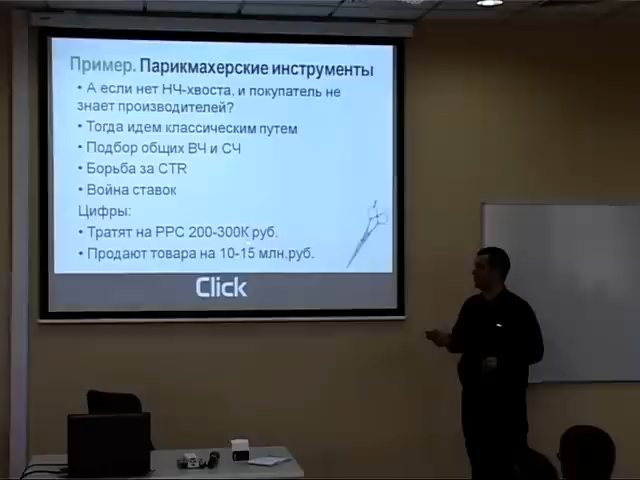 Пример. Парикмахерские инструменты
• А если нет НЧ-хвоста, и покупатель не
знает производителей?
• Тогда идем классическим путем
• Подбор общих ВЧ и СЧ
• Борьба за CTR
• Война ставок
Цифры:
• Тратят на PPC 200-300К руб.
• Продают товара на 10-15 млн.руб.
Click